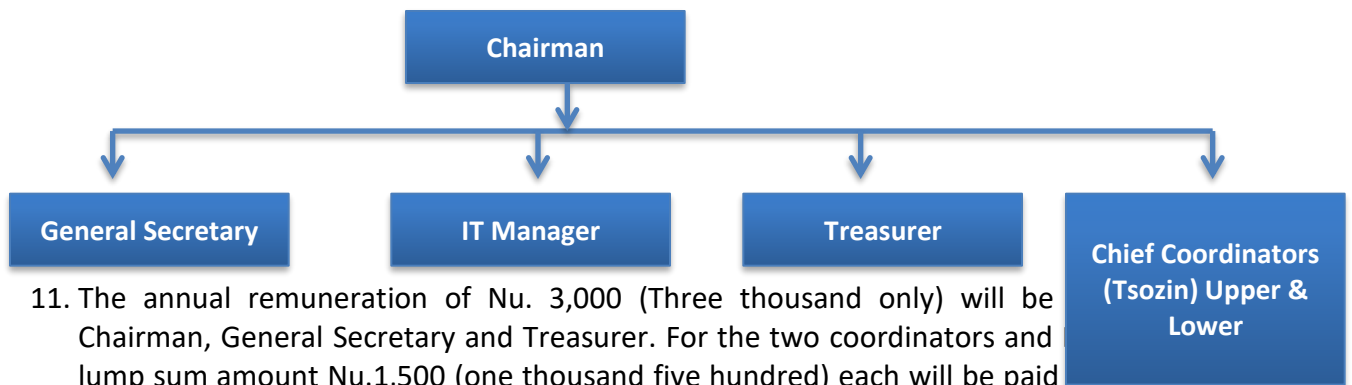 Chairman
General Secretary
IT Manager
Treasurer
Chief Coordinators
(Tsozin) Upper &
Lower
11. The annual remuneration of Nu. 3,000 (Three thousand only) will be
Chairman, General Secretary and Treasurer. For the two coordinators and
lump sum amount Nu.1,500 (one thousand five hundred) each will be paid